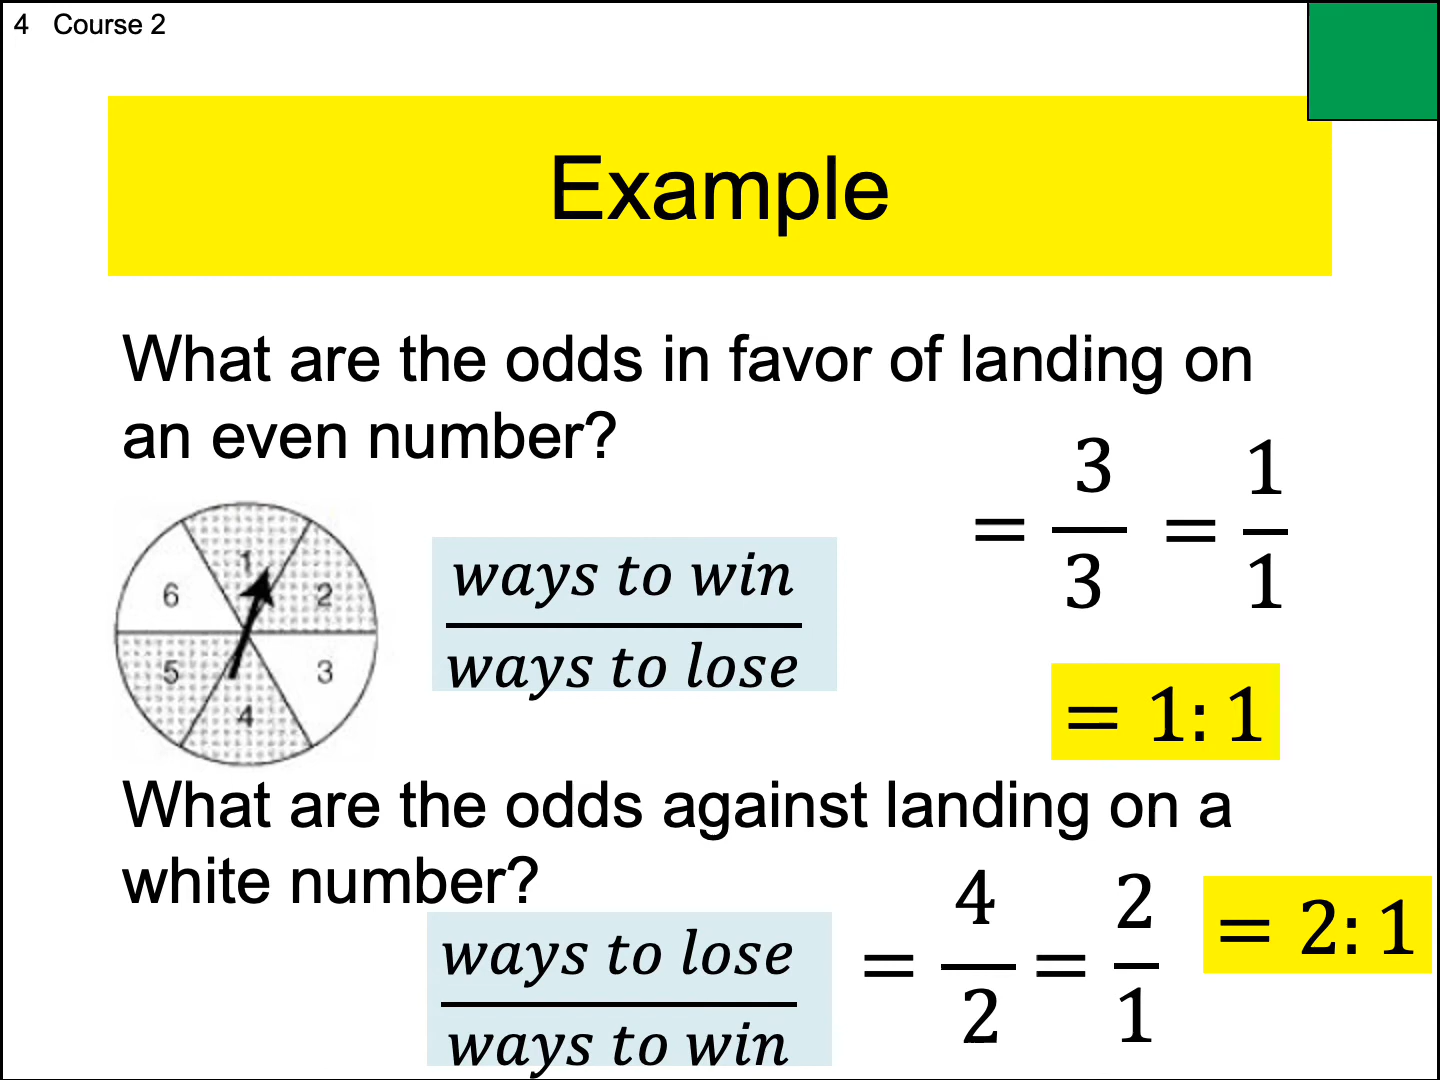 4 Course 2
Example
What are the odds in favor of landing on
an even number?
= 3/3 = 1/1
1
6 2
5 3
4
ways to win
ways to lose
= 1:1
What are the odds against landing on a
white number?
ways to lose
ways to win
= 4/2 = 2/1
= 2:1